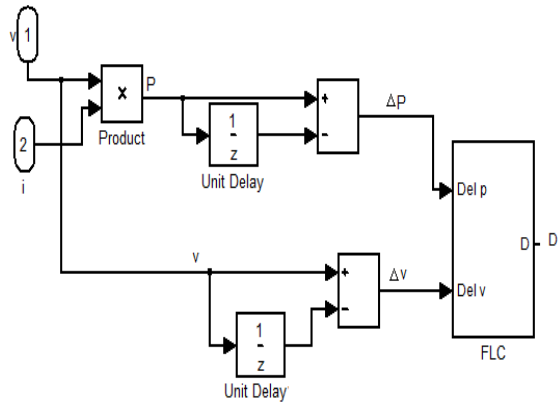 v
1
×
P
Product
2
i
1
-
z
Unit Delay
+
-
Δp
Del p
D
D
Del v
FLC
v
1
-
z
Unit Delay
+
-
Δv